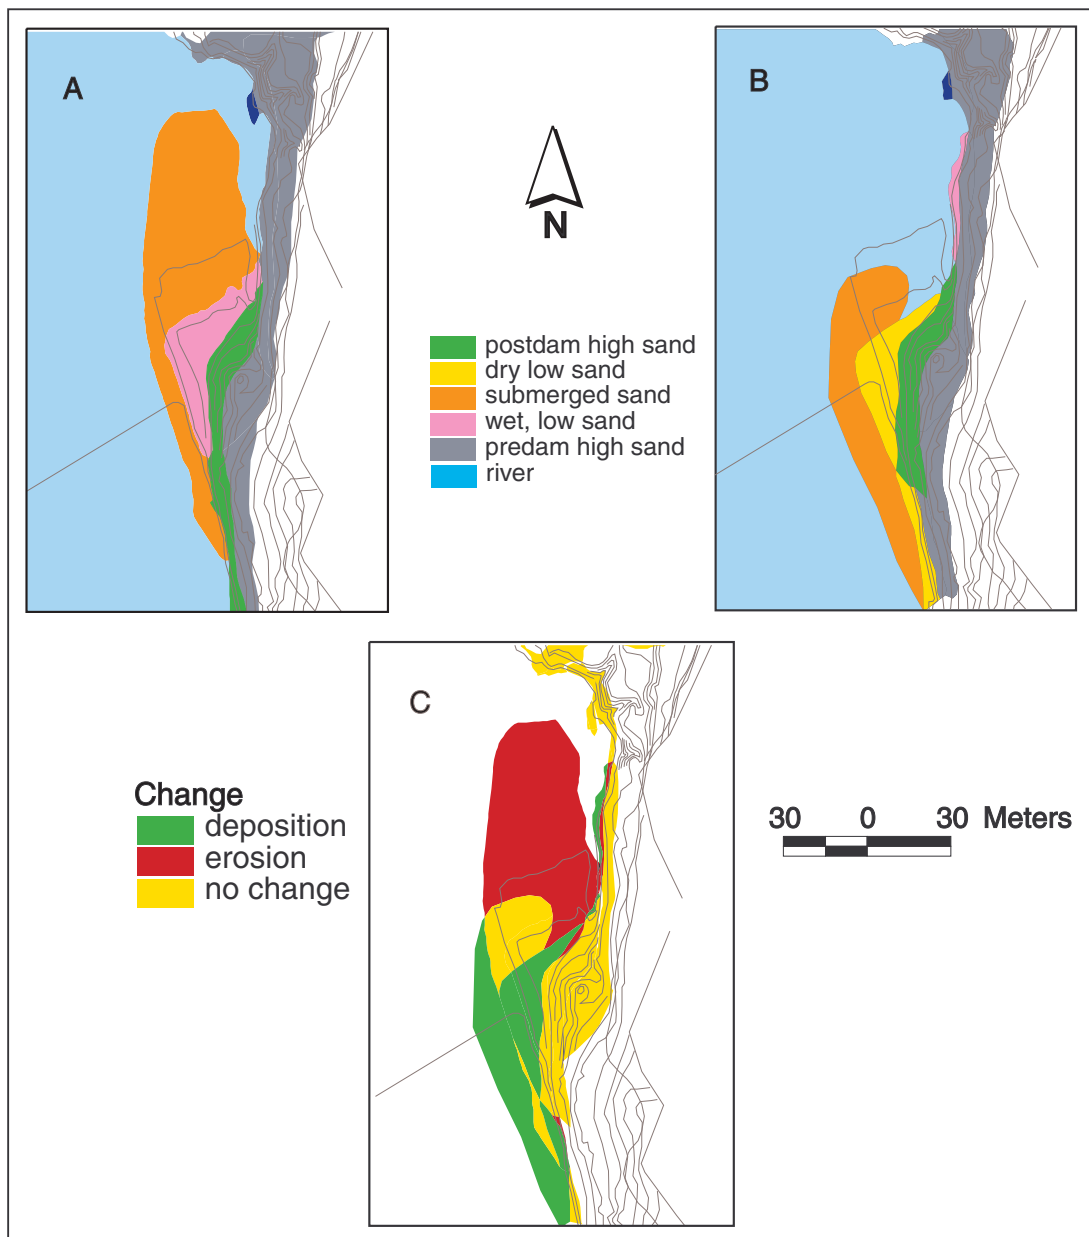 A
B
N
postdam high sand
dry low sand
submerged sand
wet, low sand
predam high sand
river
C
Change
deposition
erosion
no change
30 0 30 Meters